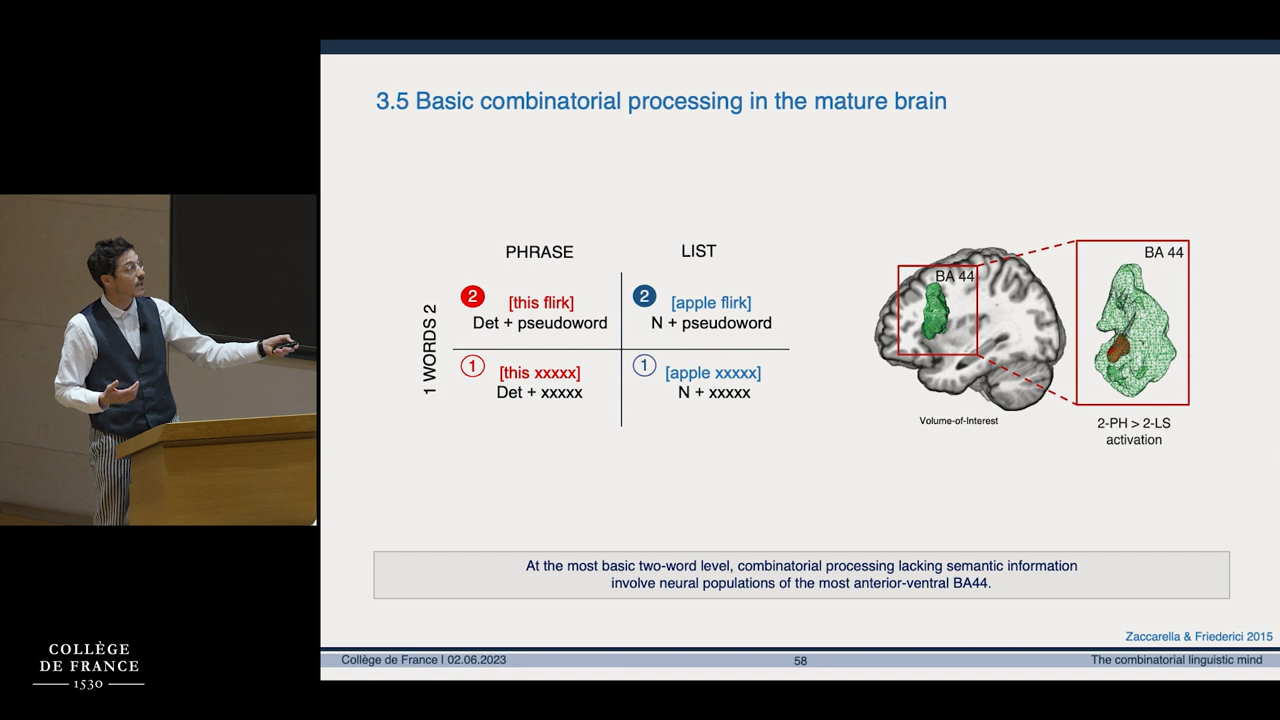 3.5 Basic combinatorial processing in the mature brain
PHRASE
LIST
1 WORDS 2
2
[this flirk]
Det + pseudoword
2
[apple flirk]
N + pseudoword
1
[this xxxxx]
Det + xxxxx
1
[apple xxxxx]
N + xxxxx
BA 44
BA 44
Volume-of-Interest
2-PH > 2-LS
activation
At the most basic two-word level, combinatorial processing lacking semantic information
involve neural populations of the most anterior-ventral BA44.
Zaccarella & Friederici 2015
Collège de France I 02.06.2023
58
The combinatorial linguistic mind
COLLÈGE
DE FRANCE
1530